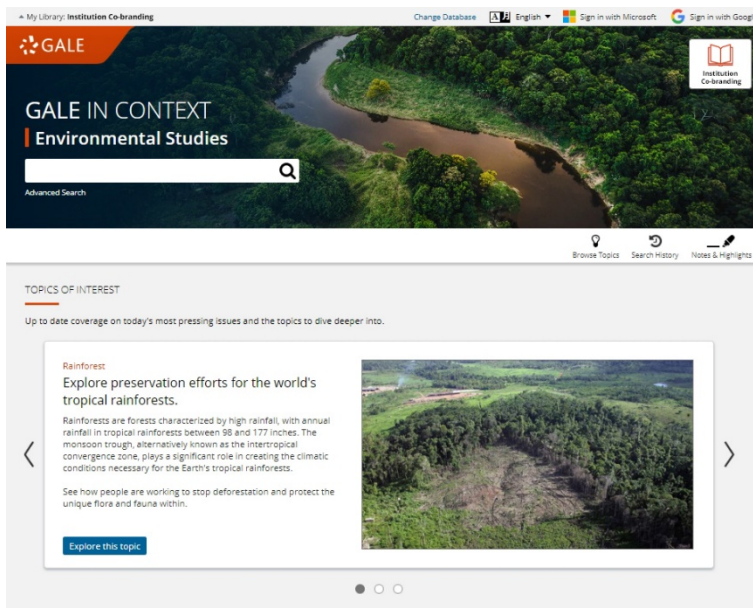 My Library: Institution Co-branding
Change Database
English
Sign in with Microsoft
Sign in with Googl
GALE
Institution
Co-branding
GALE IN CONTEXT
Environmental Studies
Advanced Search
Browse Topics
Search History
Notes & Highlights
TOPICS OF INTEREST
Up to date coverage on today's most pressing issues and the topics to dive deeper into.
Rainforest
Explore preservation efforts for the world's
tropical rainforests.
Rainforests are forests characterized by high rainfall, with annual
rainfall in tropical rainforests between 98 and 177 inches. The
monsoon trough, alternatively known as the intertropical
convergence zone, plays a significant role in creating the climatic
conditions necessary for the Earth's tropical rainforests.
See how people are working to stop deforestation and protect the
unique flora and fauna within.
Explore this topic